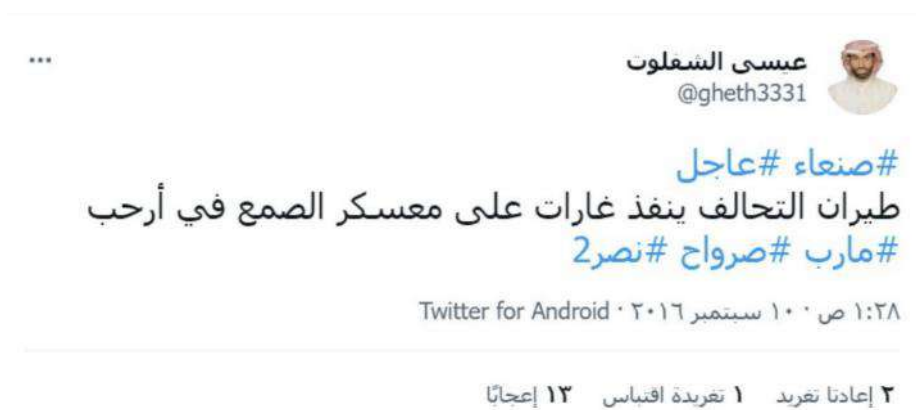 عيسى الشغلوت
@gheth3331
#صنعاء #عاجل
طيران التحالف ينفذ غارات على معسكر الصمع في أرحب
#مارب #صرواح #نصر2
١:٢٨ ص · ١٠ سبتمبر ٢٠١٦ · Twitter for Android
٢ إعادتا تغريد ١ تغريدة اقتباس ١٣ إعجابًا